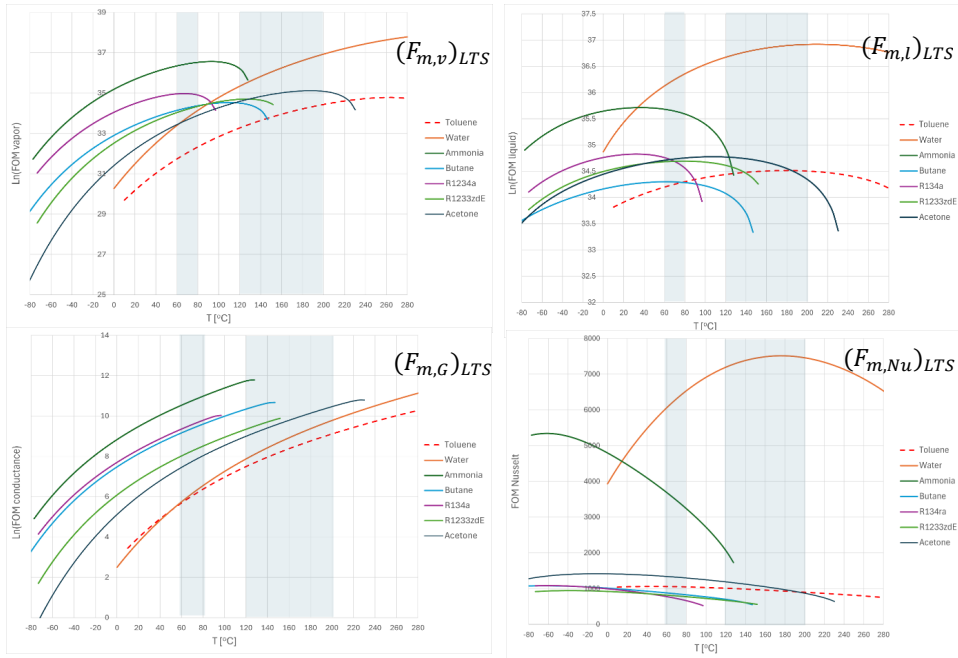 (F_{m,v})_{LTS}
Ln(FOM vapor)
39
37
35
33
31
29
27
25
-80 -60 -40 -20 0 20 40 60 80 100 120 140 160 180 200 220 240 260 280
T [°C]
Toluene
Water
Ammonia
Butane
R1234a
R1233zdE
Acetone
(F_{m,l})_{LTS}
Ln(FOM liquid)
37.5
37
36.5
36
35.5
35
34.5
34
33.5
33
32.5
32
-80 -60 -40 -20 0 20 40 60 80 100 120 140 160 180 200 220 240 260 280
T [°C]
Toluene
Water
Ammonia
Butane
R134a
R1233zdE
Acetone
(F_{m,G})_{LTS}
Ln(FOM conductance)
14
12
10
8
6
4
2
0
-80 -60 -40 -20 0 20 40 60 80 100 120 140 160 180 200 220 240 260 280
T [°C]
Toluene
Water
Ammonia
Butane
R134a
R1233zdE
Acetone
(F_{m,Nu})_{LTS}
FOM Nusselt
8000
7000
6000
5000
4000
3000
2000
1000
0
-80 -60 -40 -20 0 20 40 60 80 100 120 140 160 180 200 220 240 260 280
T [°C]
Toluene
Water
Ammonia
Butane
R134ra
R1233zdE
Acetone